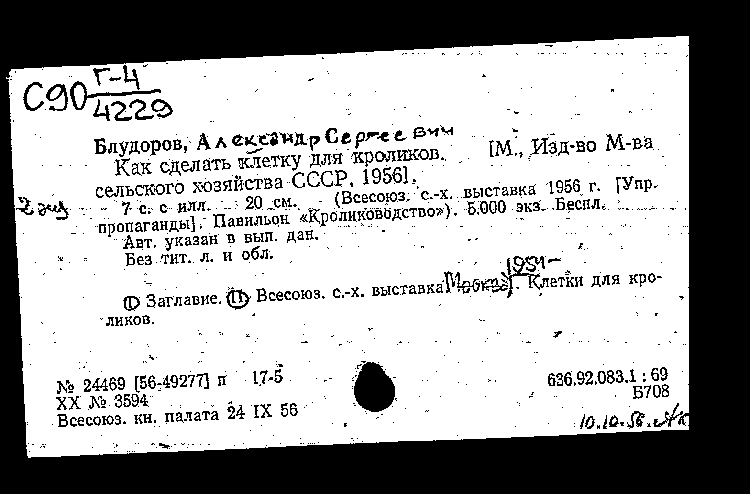 С90 Г-4
4229
Блудоров, Александр Сергеевич
Как сделать клетку для кроликов. [М., Изд-во М-ва
сельского хозяйства СССР, 1956].
2 экз
7 с. с илл. 20 см. (Всесоюз. с.-х. выставка 1956 г. [Упр.
пропаганды]. Павильон «Кролиководство»). 5.000 экз. Беспл.
Авт. указан в вып. дан.
Без тит. л. и обл.
1954-
I Заглавие. II Всесоюз. с.-х. выставка [Москва]. Клетки для кро-
ликов.
№ 24469 [56-49277] п 17-5
636.92.083.1 : 69
ХХ № 3594
Б708
Всесоюз. кн. палата 24 IX 56
10.10.56.